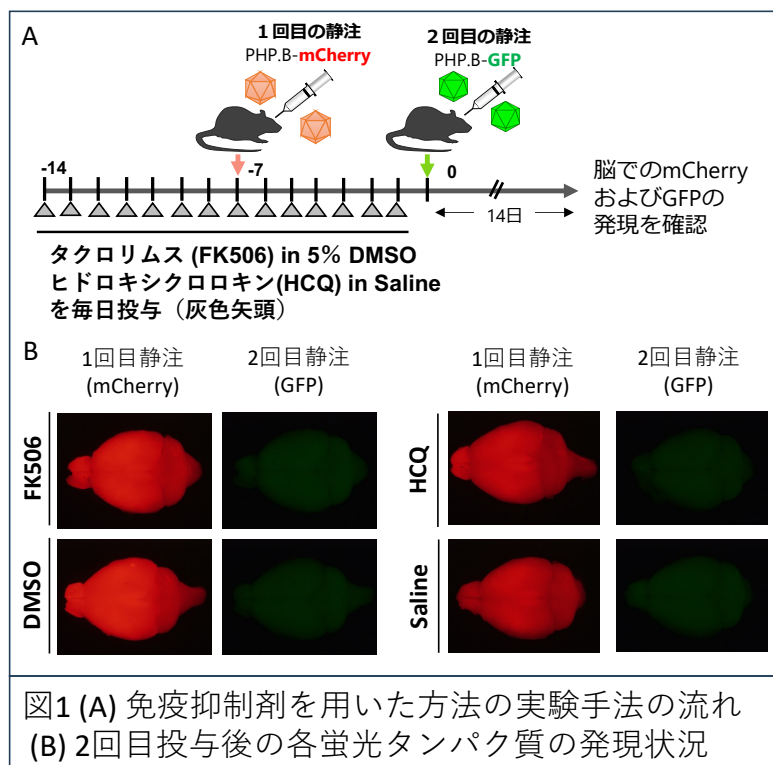 A
1回目の静注
PHP.B-mCherry
2回目の静注
PHP.B-GFP
-14
-7
0
14日
脳でのmCherry
およびGFPの
発現を確認
タクロリムス (FK506) in 5% DMSO
ヒドロキシクロロキン(HCQ) in Saline
を毎日投与（灰色矢頭）
B
1回目静注
(mCherry)
2回目静注
(GFP)
1回目静注
(mCherry)
2回目静注
(GFP)
FK506
HCQ
DMSO
Saline
図1 (A) 免疫抑制剤を用いた方法の実験手法の流れ
(B) 2回目投与後の各蛍光タンパク質の発現状況